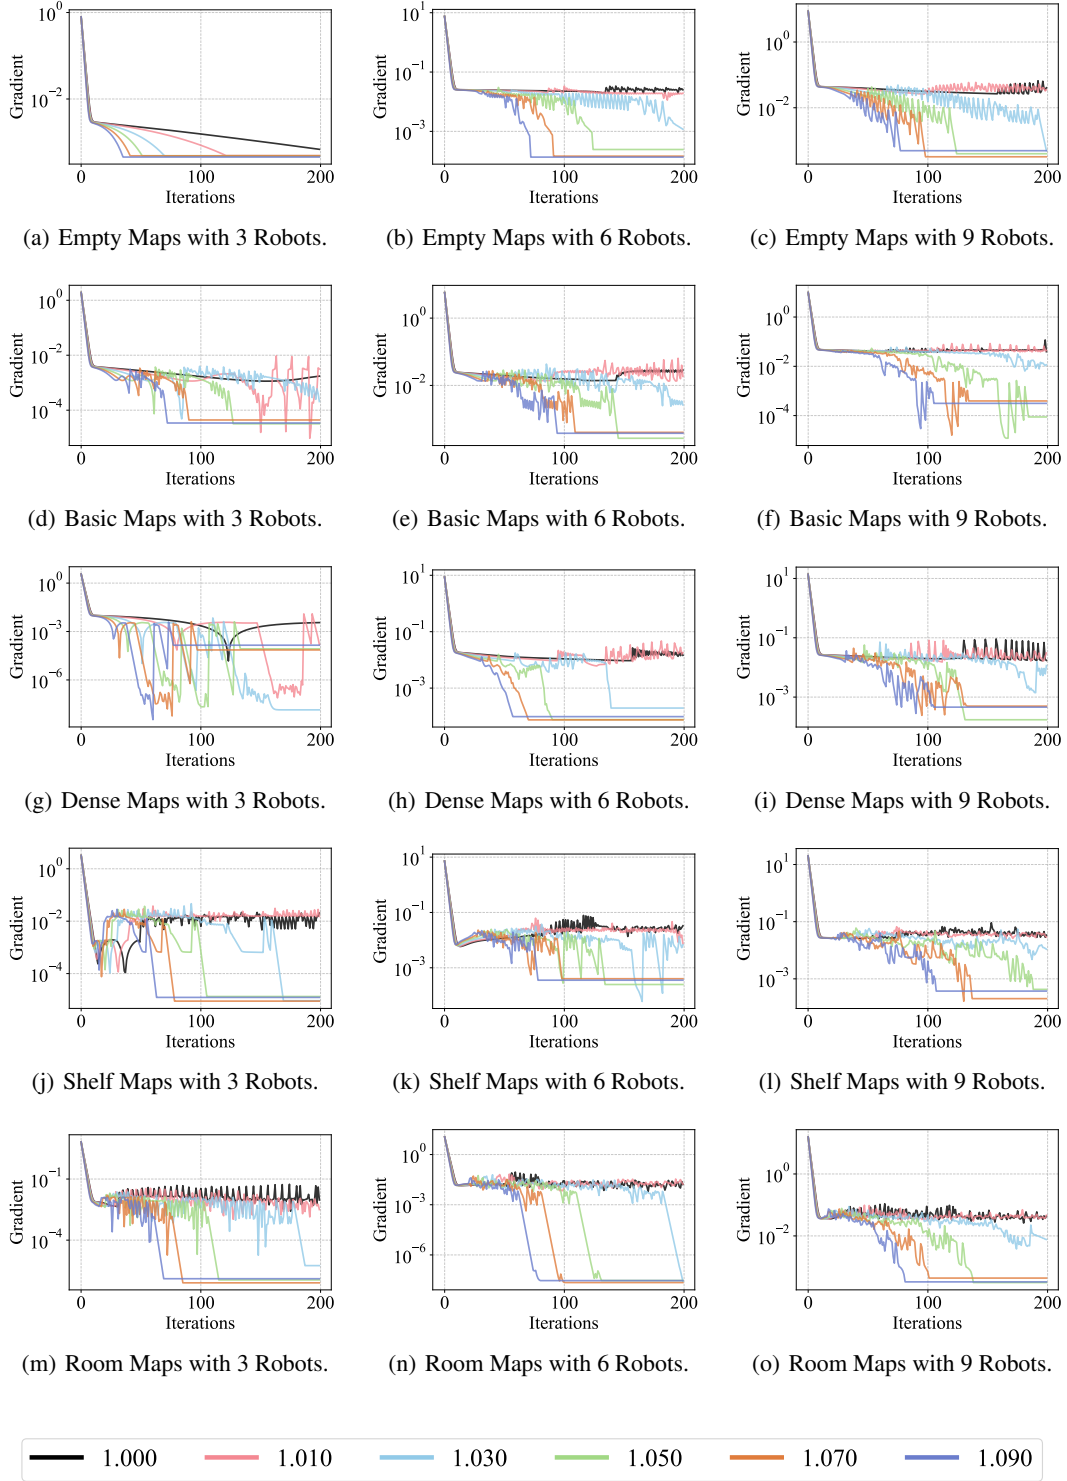 10^0
10^-2
Gradient
0
100
200
Iterations
(a) Empty Maps with 3 Robots.
10^1
10^-1
10^-3
Gradient
0
100
200
Iterations
(b) Empty Maps with 6 Robots.
10^0
10^-2
Gradient
0
100
200
Iterations
(c) Empty Maps with 9 Robots.
10^0
10^-2
10^-4
Gradient
0
100
200
Iterations
(d) Basic Maps with 3 Robots.
10^0
10^-2
Gradient
0
100
200
Iterations
(e) Basic Maps with 6 Robots.
10^0
10^-2
10^-4
Gradient
0
100
200
Iterations
(f) Basic Maps with 9 Robots.
10^0
10^-3
10^-6
Gradient
0
100
200
Iterations
(g) Dense Maps with 3 Robots.
10^1
10^-1
10^-3
Gradient
0
100
200
Iterations
(h) Dense Maps with 6 Robots.
10^1
10^-1
10^-3
Gradient
0
100
200
Iterations
(i) Dense Maps with 9 Robots.
10^0
10^-2
10^-4
Gradient
0
100
200
Iterations
(j) Shelf Maps with 3 Robots.
10^1
10^-1
10^-3
Gradient
0
100
200
Iterations
(k) Shelf Maps with 6 Robots.
10^1
10^-1
10^-3
Gradient
0
100
200
Iterations
(l) Shelf Maps with 9 Robots.
10^-1
10^-4
Gradient
0
100
200
Iterations
(m) Room Maps with 3 Robots.
10^0
10^-3
10^-6
Gradient
0
100
200
Iterations
(n) Room Maps with 6 Robots.
10^0
10^-2
Gradient
0
100
200
Iterations
(o) Room Maps with 9 Robots.
1.000 1.010 1.030 1.050 1.070 1.090